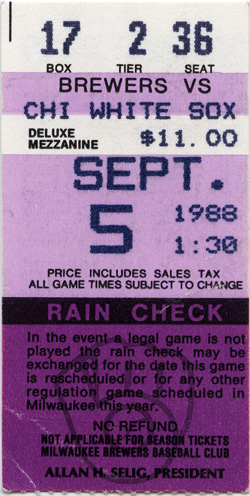 17 2 36
BOX TIER SEAT
BREWERS VS
CHI WHITE SOX
DELUXE
MEZZANINE $11.00
SEPT.
5 1988
1:30
PRICE INCLUDES SALES TAX
ALL GAME TIMES SUBJECT TO CHANGE
RAIN CHECK
In the event a legal game is not
played the rain check may be
exchanged for the date this game
is rescheduled or for any other
regulation game scheduled in
Milwaukee this year.
NO REFUND
NOT APPLICABLE FOR SEASON TICKETS
MILWAUKEE BREWERS BASEBALL CLUB
ALLAN H. SELIG, PRESIDENT